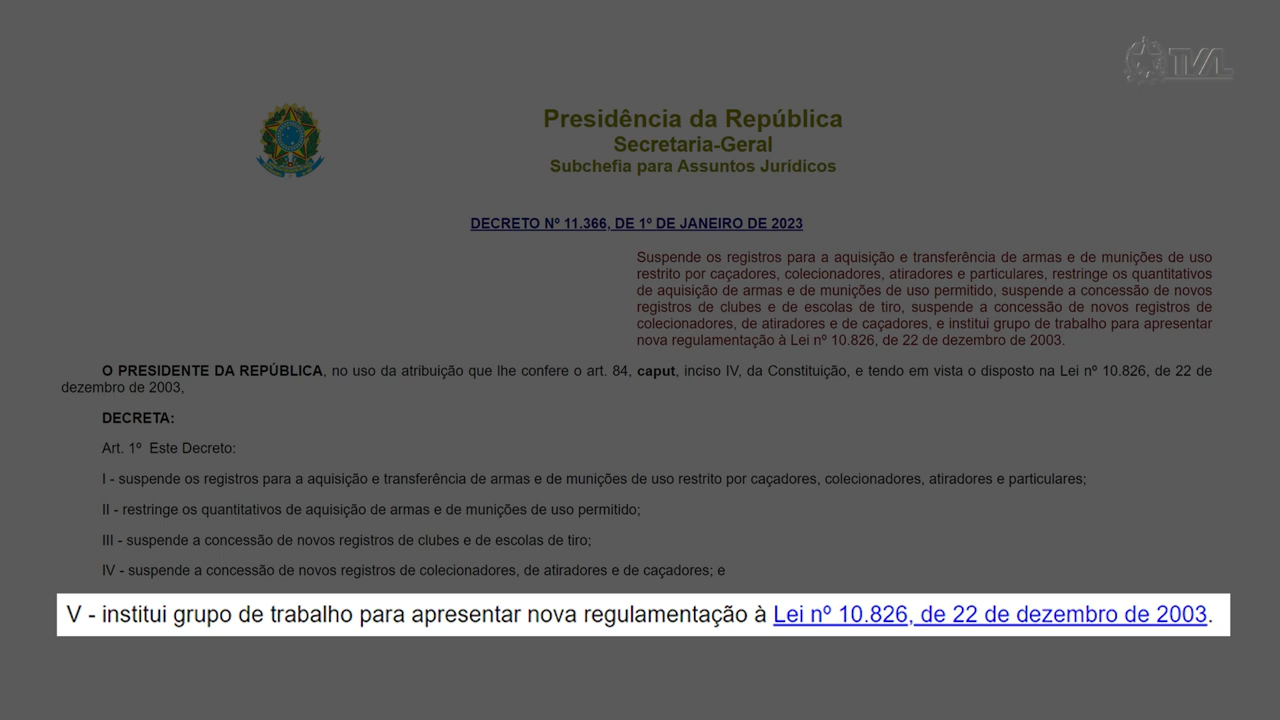 TVAL
Presidência da República
Secretaria-Geral
Subchefia para Assuntos Jurídicos
DECRETO Nº 11.366, DE 1º DE JANEIRO DE 2023
Suspende os registros para a aquisição e transferência de armas e de munições de uso
restrito por caçadores, colecionadores, atiradores e particulares, restringe os quantitativos
de aquisição de armas e de munições de uso permitido, suspende a concessão de novos
registros de clubes e de escolas de tiro, suspende a concessão de novos registros de
colecionadores, de atiradores e de caçadores, e institui grupo de trabalho para apresentar
nova regulamentação à Lei nº 10.826, de 22 de dezembro de 2003.
O PRESIDENTE DA REPÚBLICA, no uso da atribuição que lhe confere o art. 84, caput, inciso IV, da Constituição, e tendo em vista o disposto na Lei nº 10.826, de 22 de
dezembro de 2003,
DECRETA:
Art. 1º Este Decreto:
I - suspende os registros para a aquisição e transferência de armas e de munições de uso restrito por caçadores, colecionadores, atiradores e particulares;
II - restringe os quantitativos de aquisição de armas e de munições de uso permitido;
III - suspende a concessão de novos registros de clubes e de escolas de tiro;
IV - suspende a concessão de novos registros de colecionadores, de atiradores e de caçadores; e
V - institui grupo de trabalho para apresentar nova regulamentação à Lei nº 10.826, de 22 de dezembro de 2003.